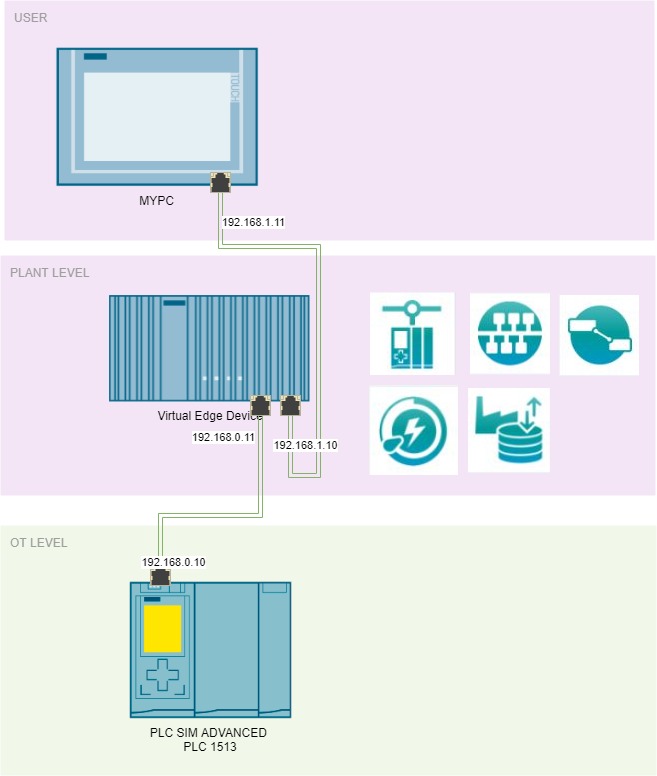 USER
TOUCH
MYPC
192.168.1.11
PLANT LEVEL
Virtual Edge Device
192.168.0.11
192.168.1.10
OT LEVEL
192.168.0.10
PLC SIM ADVANCED
PLC 1513